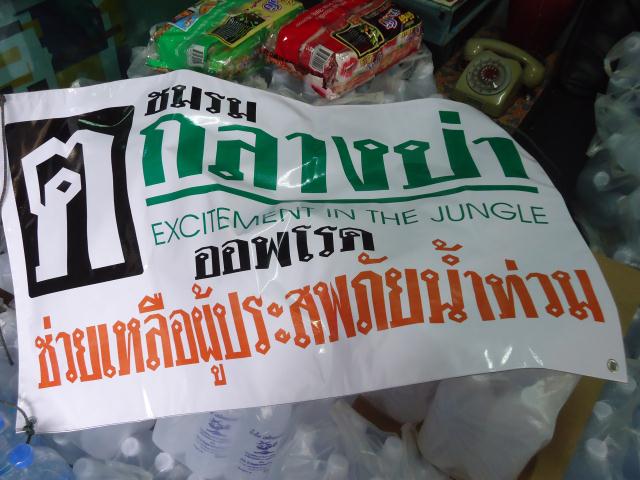 ชมรม
ฅ กลางป่า
EXCITEMENT IN THE JUNGLE
ออฟโรค
ช่วยเหลือผู้ประสพภัยน้ำท่วม